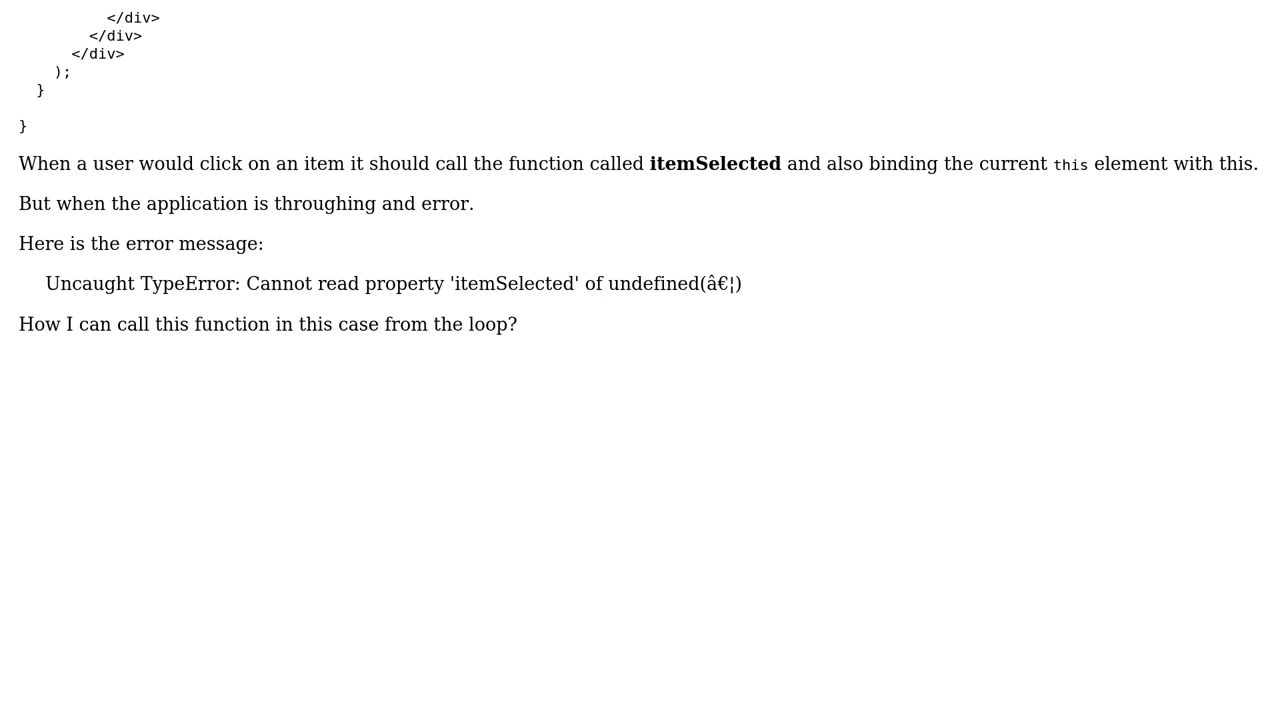 </div>
</div>
</div>
);
}
}
When a user would click on an item it should call the function called itemSelected and also binding the current this element with this.
But when the application is throughing and error.
Here is the error message:
Uncaught TypeError: Cannot read property 'itemSelected' of undefined(â€¦)
How I can call this function in this case from the loop?